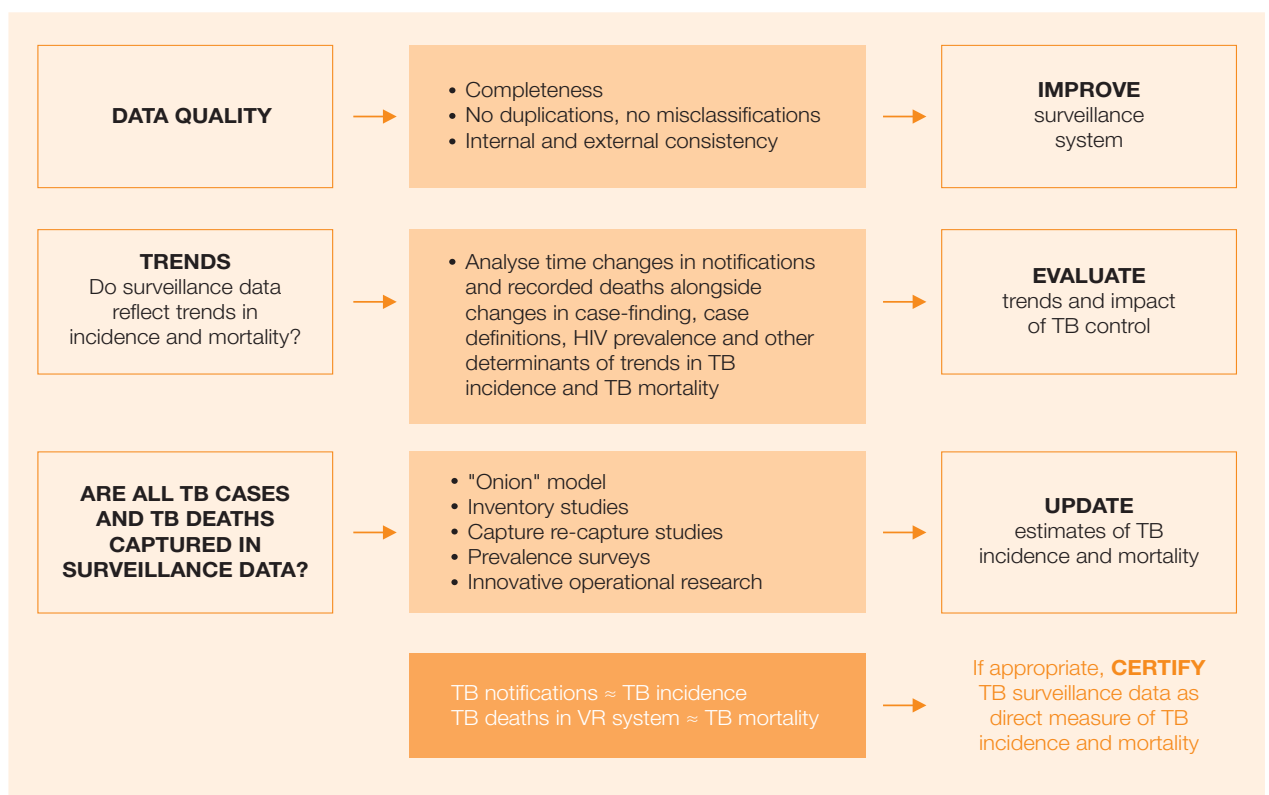 DATA QUALITY
• Completeness
• No duplications, no misclassifications
• Internal and external consistency
IMPROVE
surveillance
system
TRENDS
Do surveillance data
reflect trends in
incidence and mortality?
• Analyse time changes in notifications
and recorded deaths alongside
changes in case-finding, case
definitions, HIV prevalence and other
determinants of trends in TB
incidence and TB mortality
EVALUATE
trends and impact
of TB control
ARE ALL TB CASES
AND TB DEATHS
CAPTURED IN
SURVEILLANCE DATA?
• "Onion" model
• Inventory studies
• Capture re-capture studies
• Prevalence surveys
• Innovative operational research
UPDATE
estimates of TB
incidence and mortality
TB notifications ≈ TB incidence
TB deaths in VR system ≈ TB mortality
If appropriate, CERTIFY
TB surveillance data as
direct measure of TB
incidence and mortality